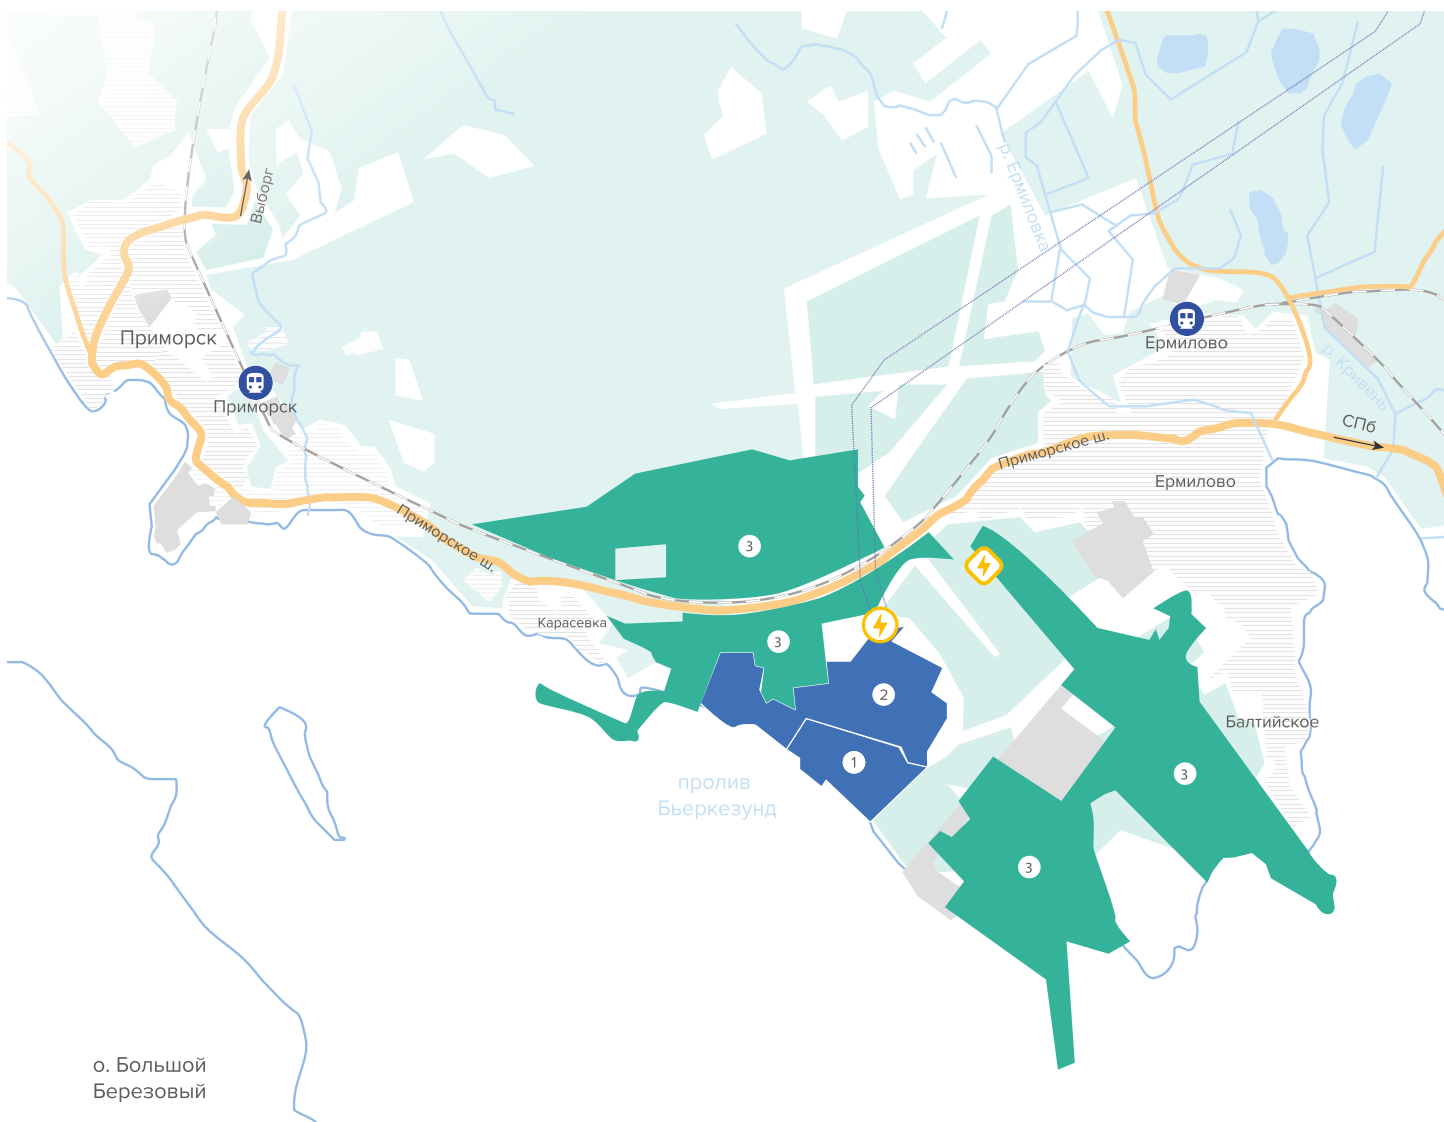 Выборг
р. Ермиловка
Приморск
Ермилово
р. Кривень
Приморск
СПб
Приморское ш.
Ермилово
Приморское ш.
3
Карасевка
3
2
Балтийское
1
3
пролив
Бьеркезунд
3
о. Большой
Березовый